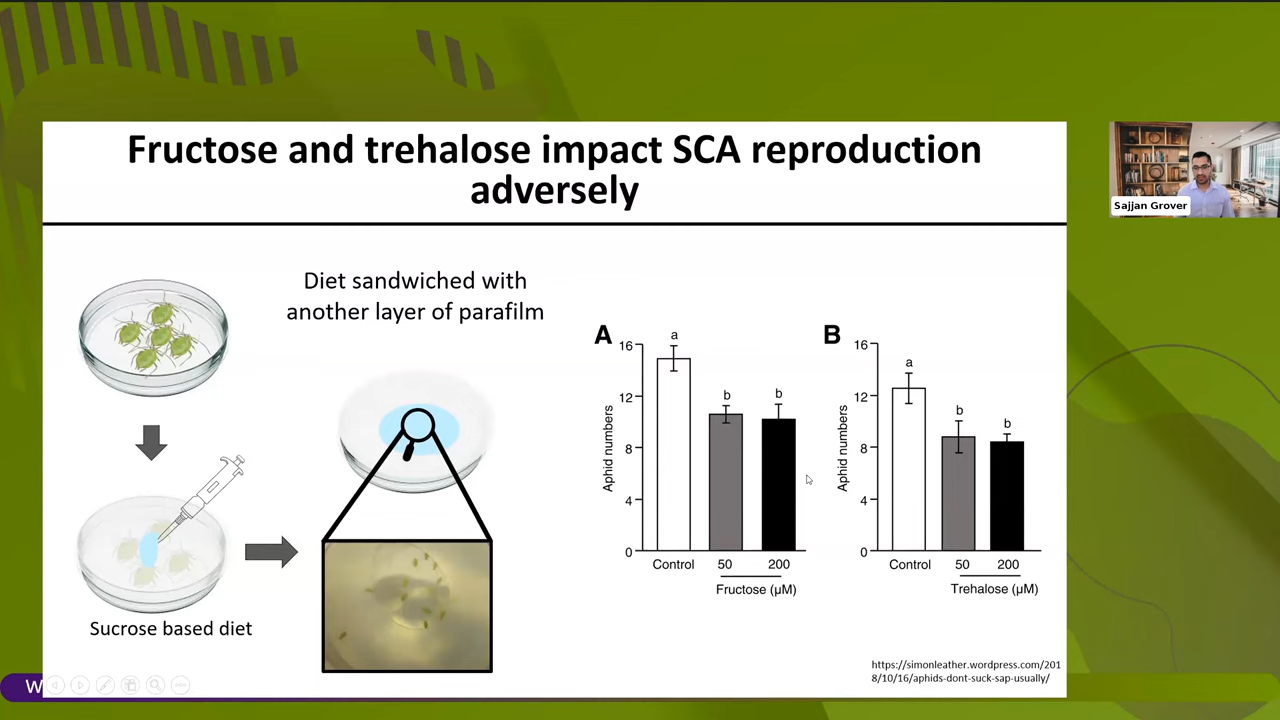 Fructose and trehalose impact SCA reproduction
adversely
Sajjan Grover
Diet sandwiched with
another layer of parafilm
Sucrose based diet
A
16
12
8
4
0
Aphid numbers
a
b
b
Control
50
200
Fructose (µM)
B
16
12
8
4
0
Aphid numbers
a
b
b
Control
50
200
Trehalose (µM)
https://simonleather.wordpress.com/201
8/10/16/aphids-dont-suck-sap-usually/
W